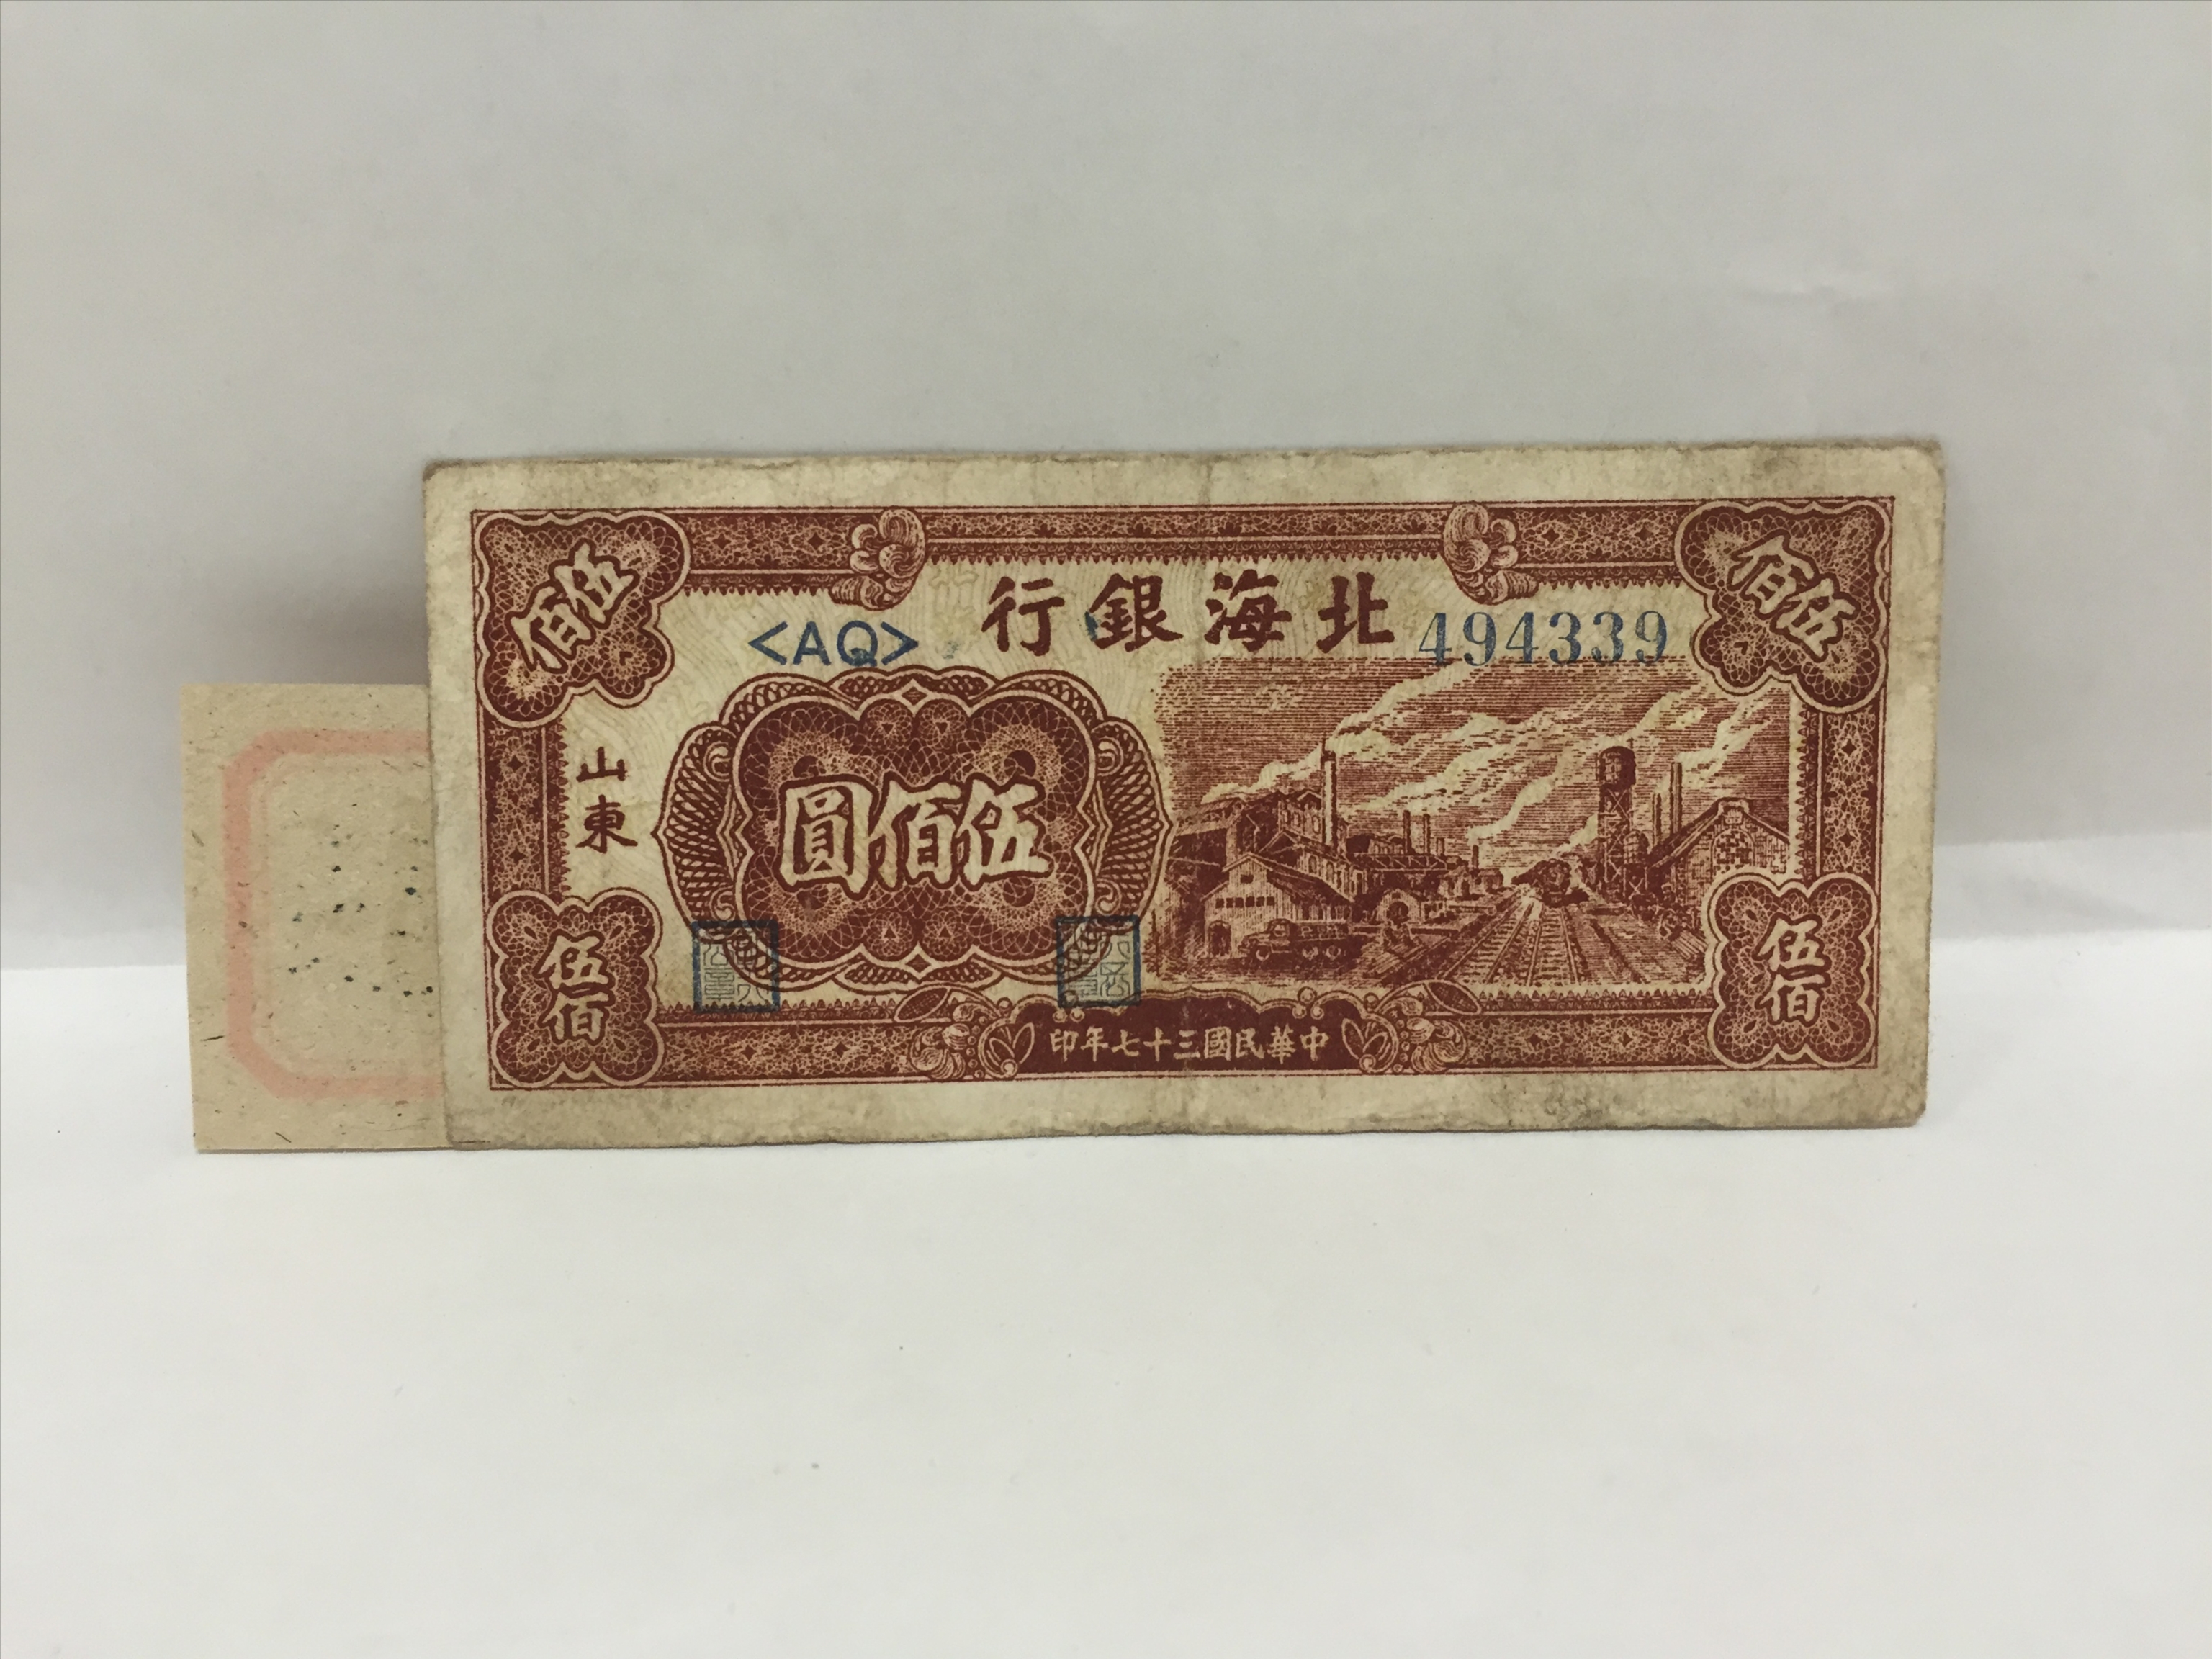 伍佰
北海銀行
<AQ>
494339
伍佰
山東
伍佰圓
伍佰
伍佰
中華民國三十七年印